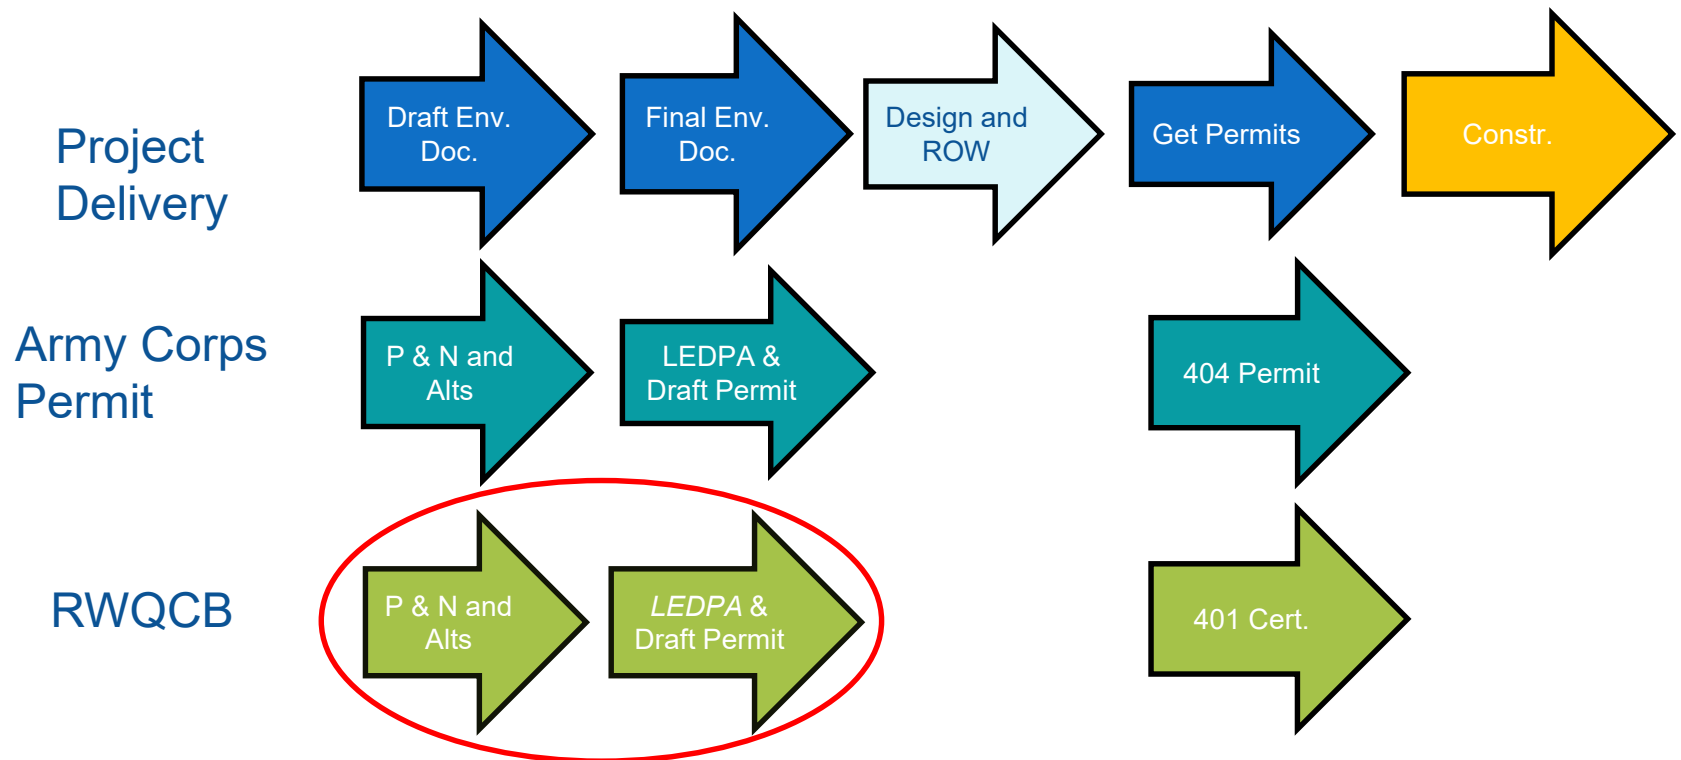 Project
Delivery
Draft Env.
Doc.
Final Env.
Doc.
Design and
ROW
Get Permits
Constr.
Army Corps
Permit
P & N and
Alts
LEDPA &
Draft Permit
404 Permit
RWQCB
P & N and
Alts
LEDPA &
Draft Permit
401 Cert.